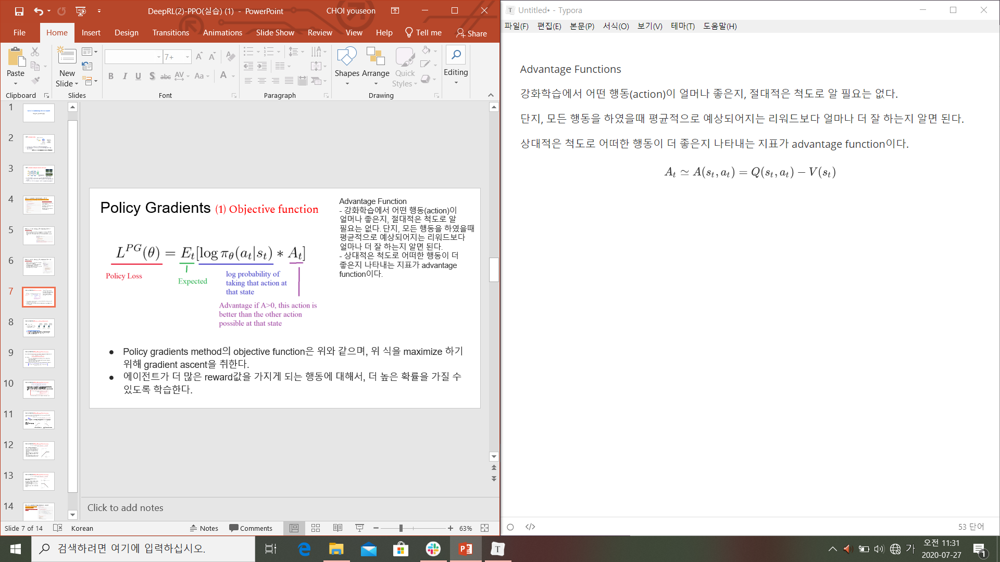 DeepRL(2)-PPO(실습) (1) - PowerPoint
CHOI youseon
File Home Insert Design Transitions Animations Slide Show Review View Help Tell me Share
Paste
New
Slide
7+
B I U S abc AV Aa A
Shapes Arrange Quick
Styles
Editing
Clipboard Slides Font Paragraph Drawing
1
2
3
4
5
6
7
8
9
10
11
12
13
14
Policy Gradients (1) Objective function
L^{PG}(θ) = E_t[log π_θ(a_t|s_t) * A_t]
Policy Loss
Expected
log probability of
taking that action at
that state
Advantage if A>0, this action is
better than the other action
possible at that state
Advantage Function
- 강화학습에서 어떤 행동(action)이
얼머나 좋은지, 절대적은 척도로 알
필요는 없다. 단지, 모든 행동을 하였을때
평균적으로 예상되어지는 리워드보다
얼마나 더 잘 하는지 알면 된다.
- 상대적은 척도로 어떠한 행동이 더
좋은지 나타내는 지표가 advantage
function이다.
● Policy gradients method의 objective function은 위와 같으며, 위 식을 maximize 하기
위해 gradient ascent을 취한다.
● 에이전트가 더 많은 reward값을 가지게 되는 행동에 대해서, 더 높은 확률을 가질 수
있도록 학습한다.
Click to add notes
Slide 7 of 14 Korean Notes Comments 63%
T Untitled• - Typora
파일(F) 편집(E) 본문(P) 서식(O) 보기(V) 테마(T) 도움말(H)
Advantage Functions
강화학습에서 어떤 행동(action)이 얼머나 좋은지, 절대적은 척도로 알 필요는 없다.
단지, 모든 행동을 하였을때 평균적으로 예상되어지는 리워드보다 얼마나 더 잘 하는지 알면 된다.
상대적은 척도로 어떠한 행동이 더 좋은지 나타내는 지표가 advantage function이다.
A_t ≃ A(s_t, a_t) = Q(s_t, a_t) − V(s_t)
</> 53 단어
검색하려면 여기에 입력하십시오.
가 오전 11:31
2020-07-27
1